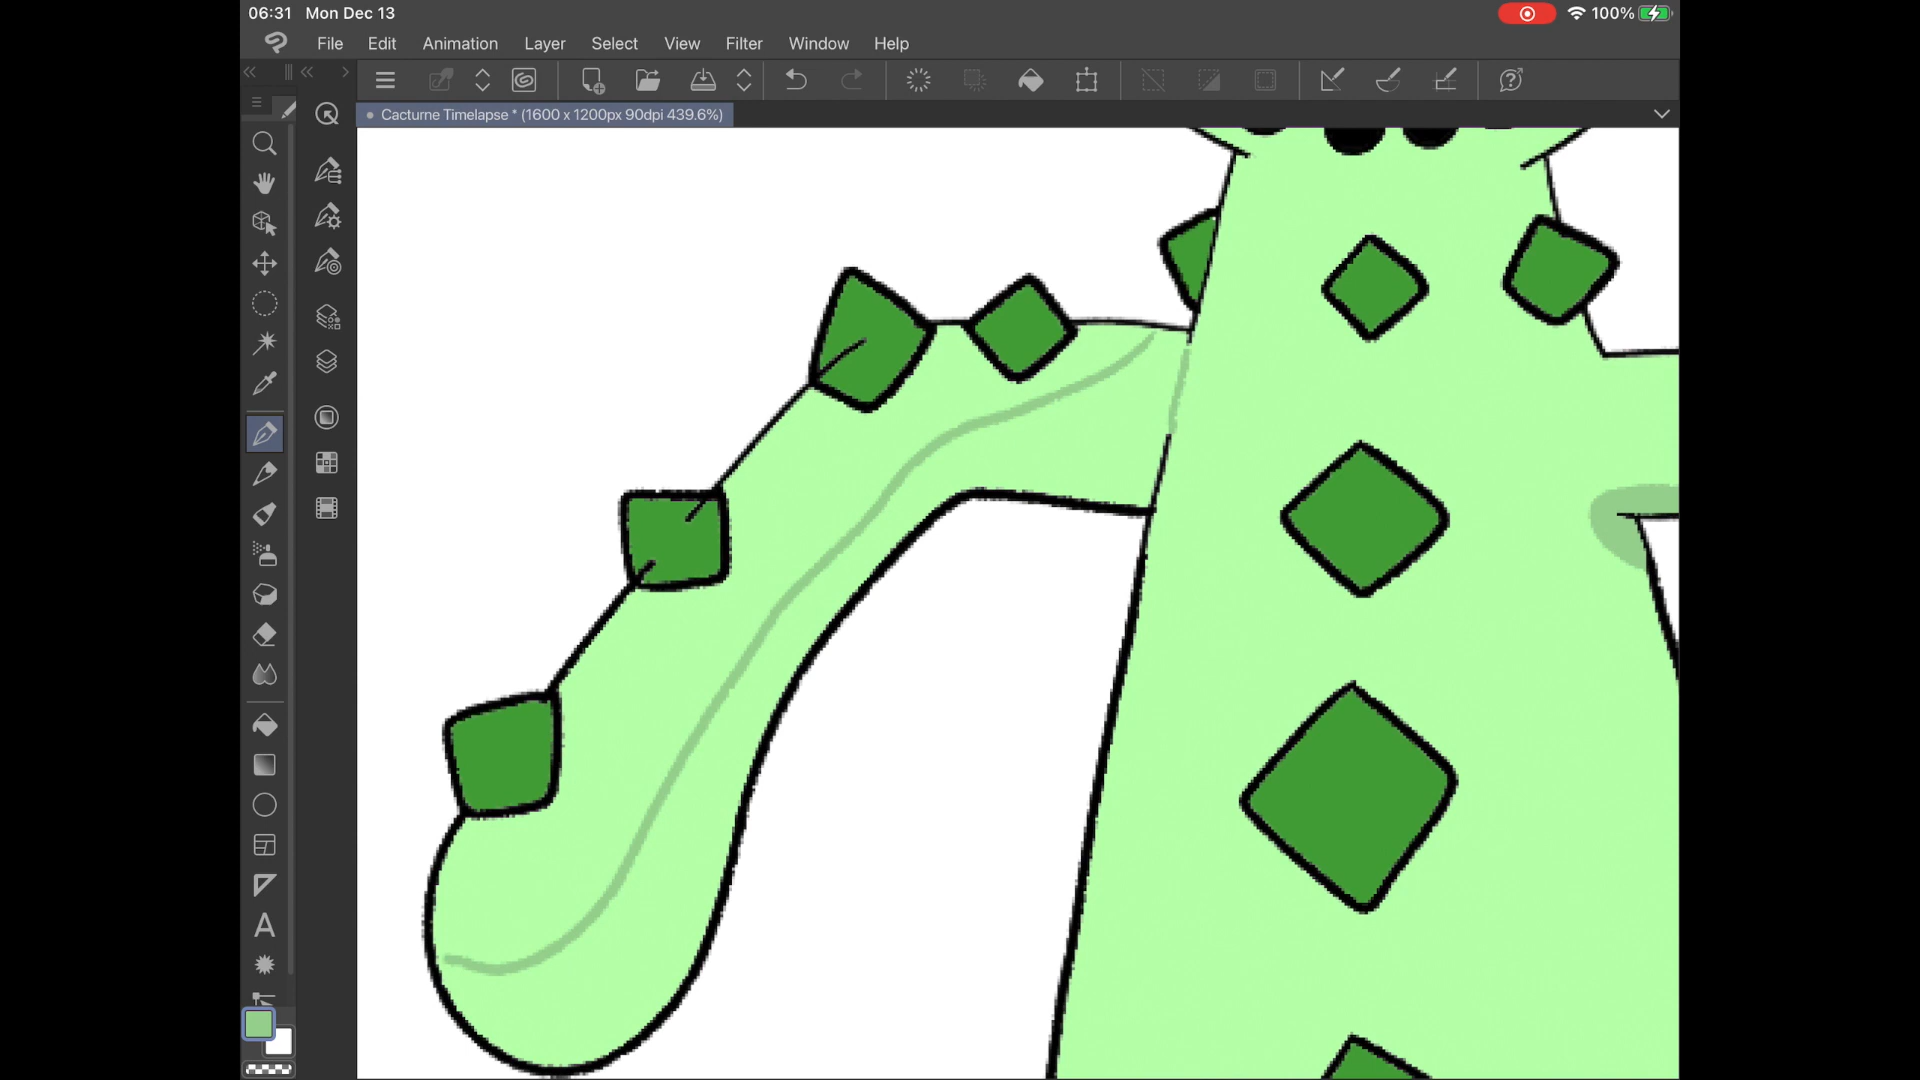 06:31 Mon Dec 13
100%
File Edit Animation Layer Select View Filter Window Help
Cacturne Timelapse * (1600 x 1200px 90dpi 439.6%)